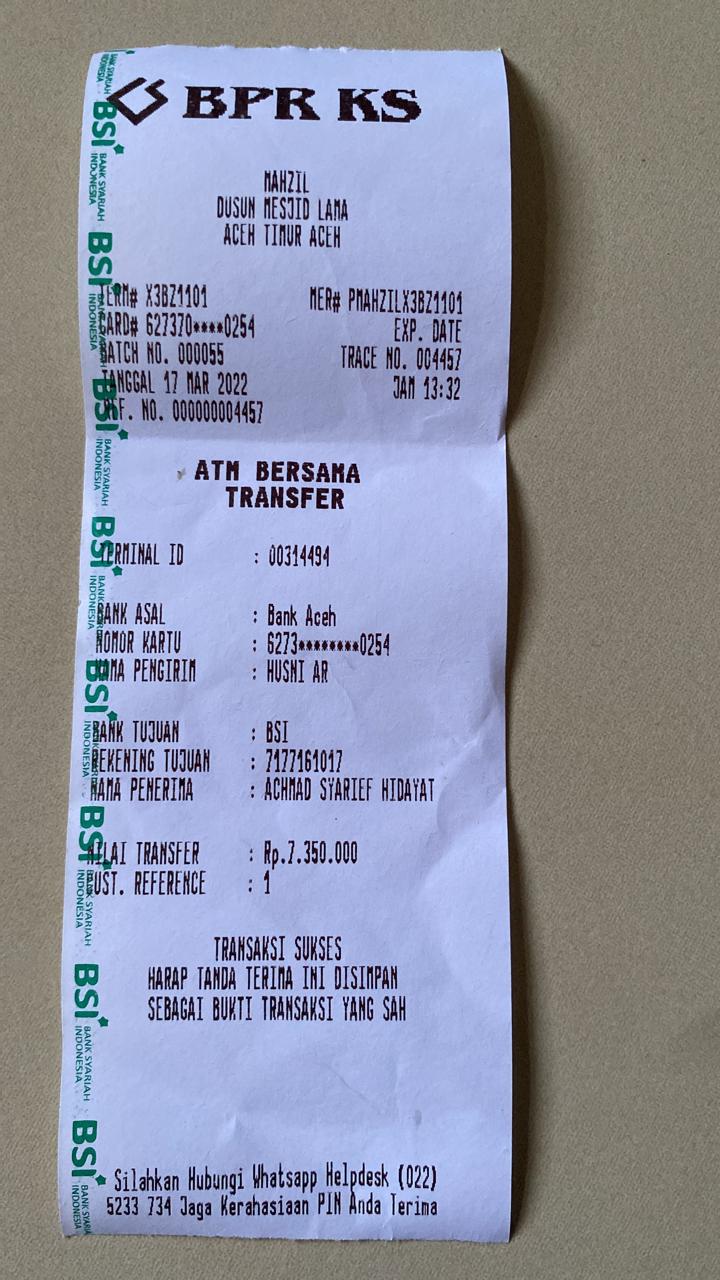 BPR KS
MAHZIL
DUSUN MESJID LAMA
ACEH TIMUR ACEH
TERM# X3BZ1101 MER# PMAHZILX3BZ1101
CARD# 627370****0254 EXP. DATE
BATCH NO. 000055 TRACE NO. 004457
TANGGAL 17 MAR 2022 JAM 13:32
REF. NO. 000000004457
ATM BERSAMA
TRANSFER
TERMINAL ID : 00314494
BANK ASAL : Bank Aceh
NOMOR KARTU : 6273********0254
NAMA PENGIRIM : HUSNI AR
BANK TUJUAN : BSI
REKENING TUJUAN : 7177161017
NAMA PENERIMA : ACHMAD SYARIEF HIDAYAT
NILAI TRANSFER : Rp.7.350.000
CUST. REFERENCE : 1
TRANSAKSI SUKSES
HARAP TANDA TERIMA INI DISIMPAN
SEBAGAI BUKTI TRANSAKSI YANG SAH
Silahkan Hubungi Whatsapp Helpdesk (022)
5233 734 Jaga Kerahasiaan PIN Anda Terima
BSI BANK SYARIAH INDONESIA
BSI BANK SYARIAH INDONESIA
BSI BANK SYARIAH INDONESIA
BSI BANK SYARIAH INDONESIA
BSI BANK SYARIAH INDONESIA
BSI BANK SYARIAH INDONESIA
BSI BANK SYARIAH INDONESIA
BSI BANK SYARIAH